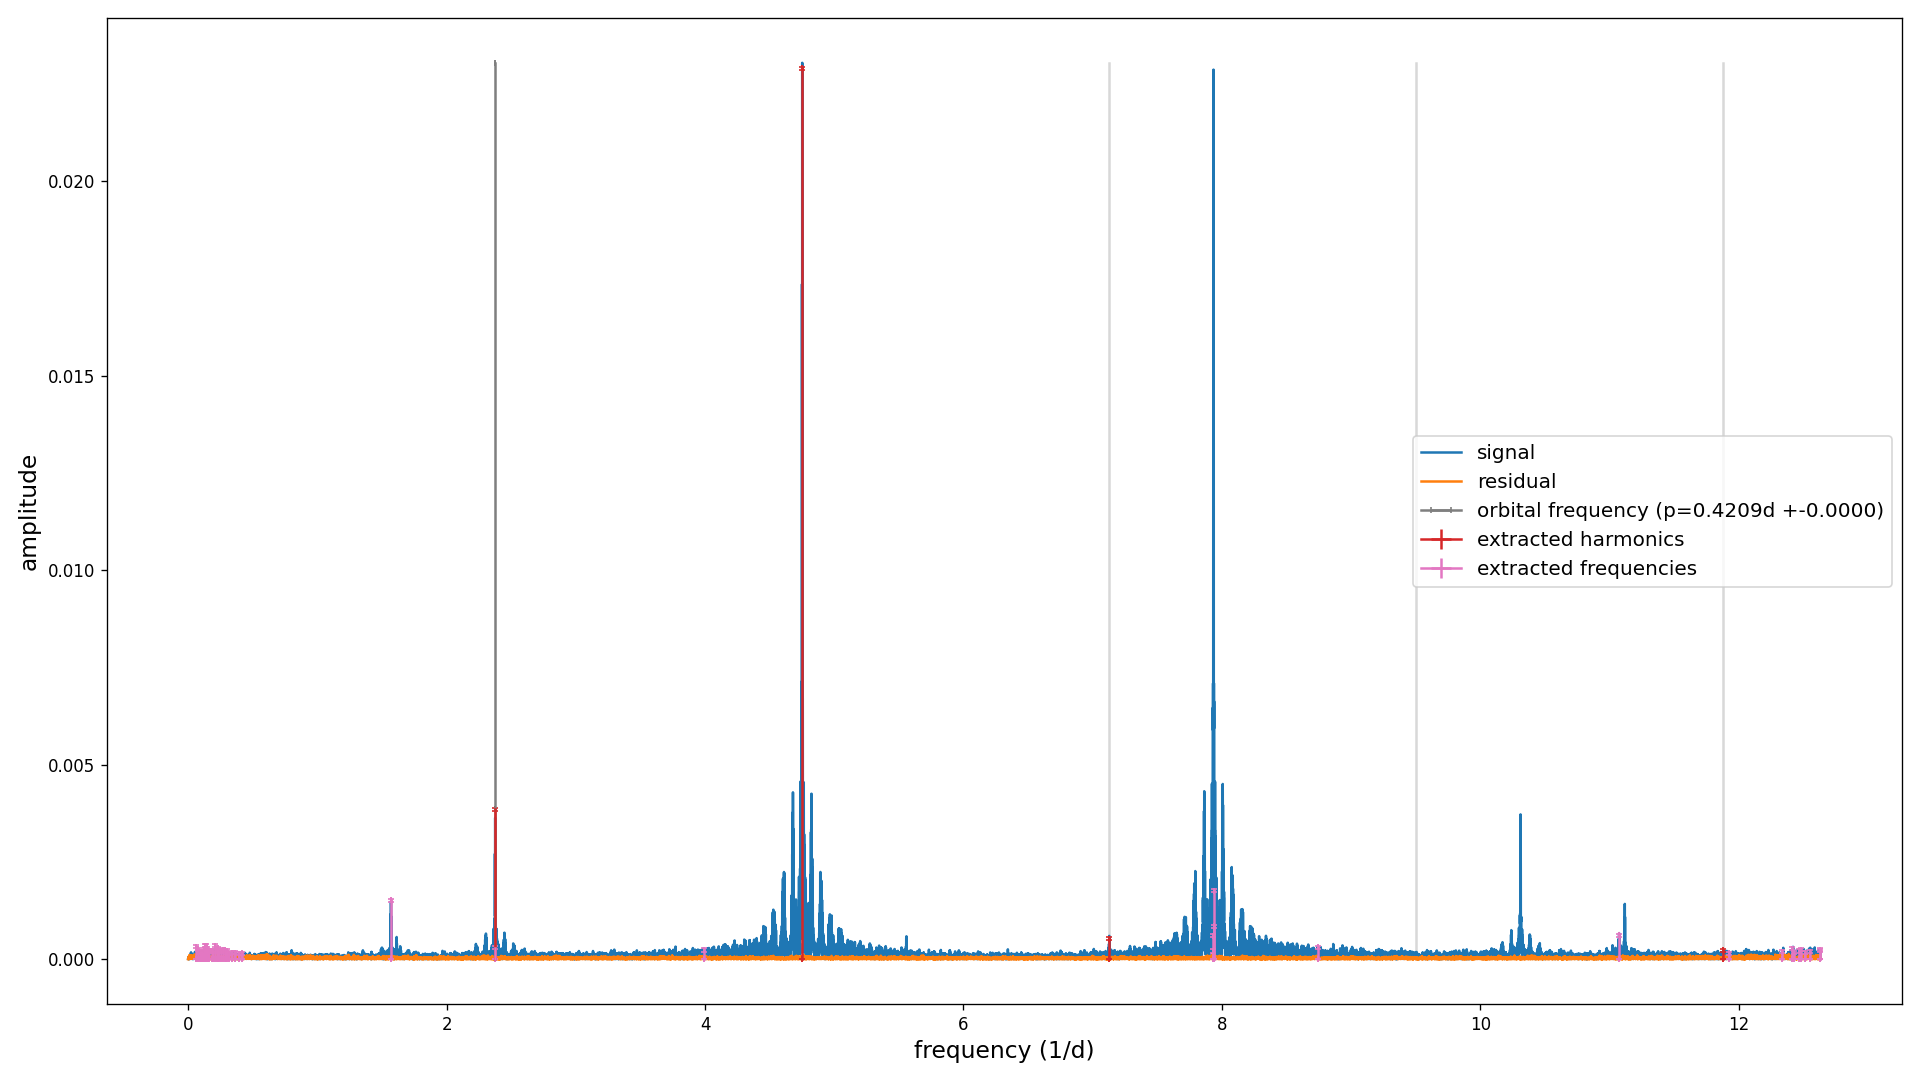 0.020
0.015
0.010
0.005
0.000
amplitude
signal
residual
orbital frequency (p=0.4209d +-0.0000)
extracted harmonics
extracted frequencies
0 2 4 6 8 10 12
frequency (1/d)